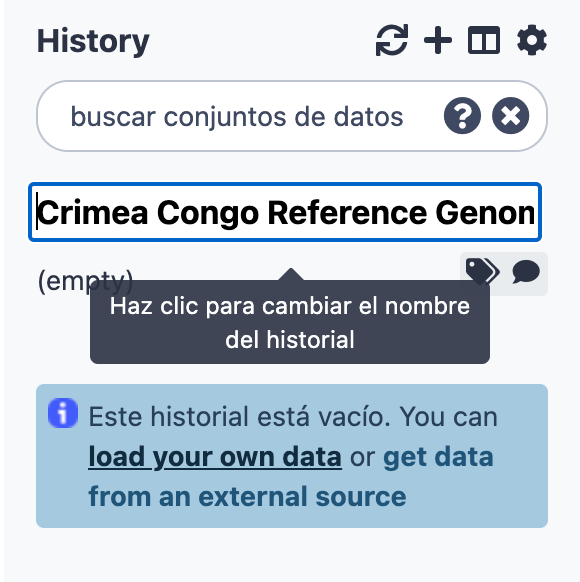 History
buscar conjuntos de datos
Crimea Congo Reference Genom
(empty)
Haz clic para cambiar el nombre
del historial
Este historial está vacío. You can
load your own data or get data
from an external source